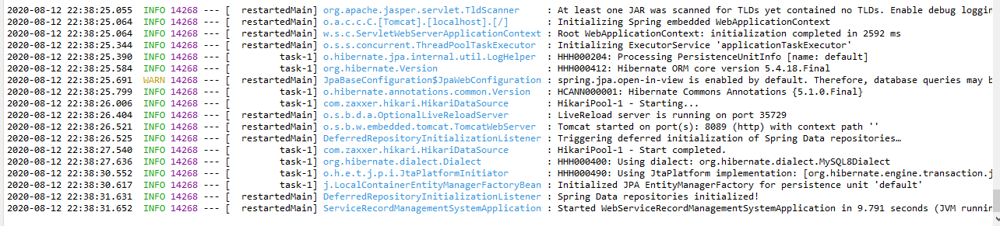 2020-08-12 22:38:25.055  INFO 14268 --- [  restartedMain] org.apache.jasper.servlet.TldScanner     : At least one JAR was scanned for TLDs yet contained no TLDs. Enable debug
2020-08-12 22:38:25.064  INFO 14268 --- [  restartedMain] o.a.c.c.C.[Tomcat].[localhost].[/]       : Initializing Spring embedded WebApplicationContext
2020-08-12 22:38:25.064  INFO 14268 --- [  restartedMain] w.s.c.ServletWebServerApplicationContext : Root WebApplicationContext: initialization completed in 2592 ms
2020-08-12 22:38:25.344  INFO 14268 --- [  restartedMain] o.s.s.concurrent.ThreadPoolTaskExecutor  : Initializing ExecutorService 'applicationTaskExecutor'
2020-08-12 22:38:25.390  INFO 14268 --- [         task-1] o.hibernate.jpa.internal.util.LogHelper  : HHH000204: Processing PersistenceUnitInfo [name: default]
2020-08-12 22:38:25.584  INFO 14268 --- [         task-1] org.hibernate.Version                    : HHH000412: Hibernate ORM core version 5.4.18.Final
2020-08-12 22:38:25.691  WARN 14268 --- [  restartedMain] JpaBaseConfiguration$JpaWebConfiguration : spring.jpa.open-in-view is enabled by default. Therefore, database queries may b
2020-08-12 22:38:25.799  INFO 14268 --- [         task-1] o.hibernate.annotations.common.Version   : HCANN000001: Hibernate Commons Annotations {5.1.0.Final}
2020-08-12 22:38:26.006  INFO 14268 --- [         task-1] com.zaxxer.hikari.HikariDataSource       : HikariPool-1 - Starting...
2020-08-12 22:38:26.404  INFO 14268 --- [  restartedMain] o.s.b.d.a.OptionalLiveReloadServer       : LiveReload server is running on port 35729
2020-08-12 22:38:26.521  INFO 14268 --- [  restartedMain] o.s.b.w.embedded.tomcat.TomcatWebServer  : Tomcat started on port(s): 8089 (http) with context path ''
2020-08-12 22:38:26.525  INFO 14268 --- [  restartedMain] DeferredRepositoryInitializationListener : Triggering deferred initialization of Spring Data repositories…
2020-08-12 22:38:27.540  INFO 14268 --- [         task-1] com.zaxxer.hikari.HikariDataSource       : HikariPool-1 - Start completed.
2020-08-12 22:38:27.636  INFO 14268 --- [         task-1] org.hibernate.dialect.Dialect            : HHH000400: Using dialect: org.hibernate.dialect.MySQL8Dialect
2020-08-12 22:38:30.552  INFO 14268 --- [         task-1] o.h.e.t.j.p.i.JtaPlatformInitiator       : HHH000490: Using JtaPlatform implementation: [org.hibernate.engine.transaction.j
2020-08-12 22:38:30.617  INFO 14268 --- [         task-1] j.LocalContainerEntityManagerFactoryBean : Initialized JPA EntityManagerFactory for persistence unit 'default'
2020-08-12 22:38:31.631  INFO 14268 --- [  restartedMain] DeferredRepositoryInitializationListener : Spring Data repositories initialized!
2020-08-12 22:38:31.652  INFO 14268 --- [  restartedMain] ServiceRecordManagementSystemApplication : Started WebServiceRecordManagementSystemApplication in 9.791 seconds (JVM runnin